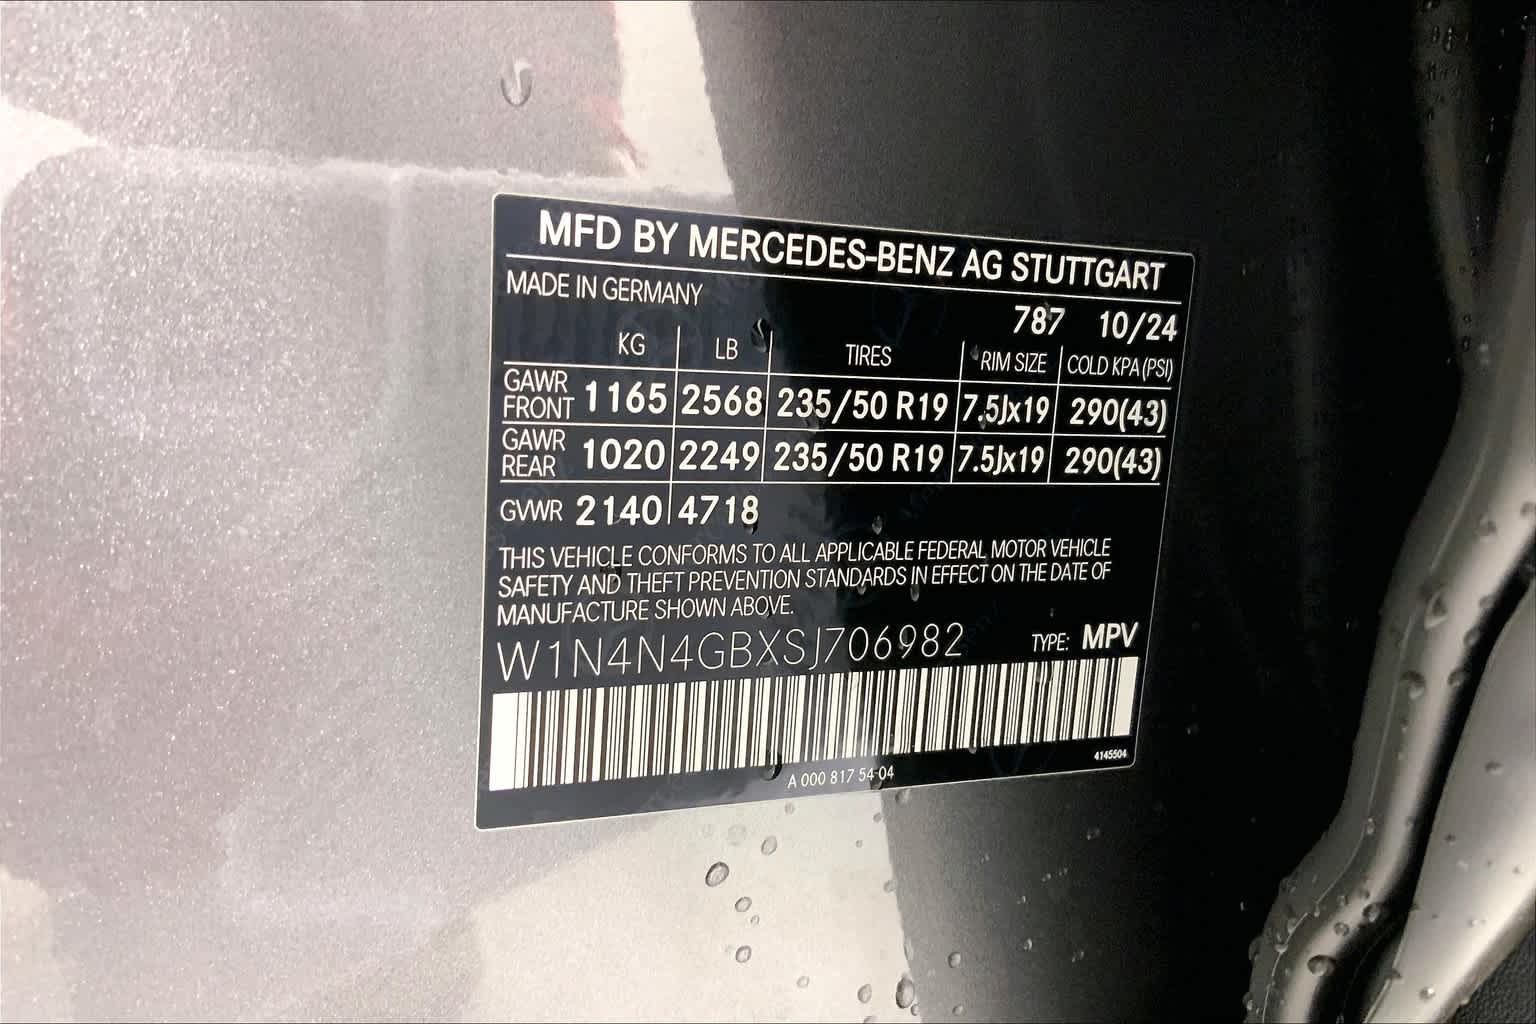 MFD BY MERCEDES-BENZ AG STUTTGART
MADE IN GERMANY
787 10/24
KG LB TIRES RIM SIZE COLD KPA(PSI)
GAWR FRONT 1165 2568 235/50 R19 7.5Jx19 290(43)
GAWR REAR 1020 2249 235/50 R19 7.5Jx19 290(43)
GVWR 2140 4718
THIS VEHICLE CONFORMS TO ALL APPLICABLE FEDERAL MOTOR VEHICLE
SAFETY AND THEFT PREVENTION STANDARDS IN EFFECT ON THE DATE OF
MANUFACTURE SHOWN ABOVE.
W1N4N4GBXSJ706982 TYPE: MPV
4145504
A 000 817 54-04